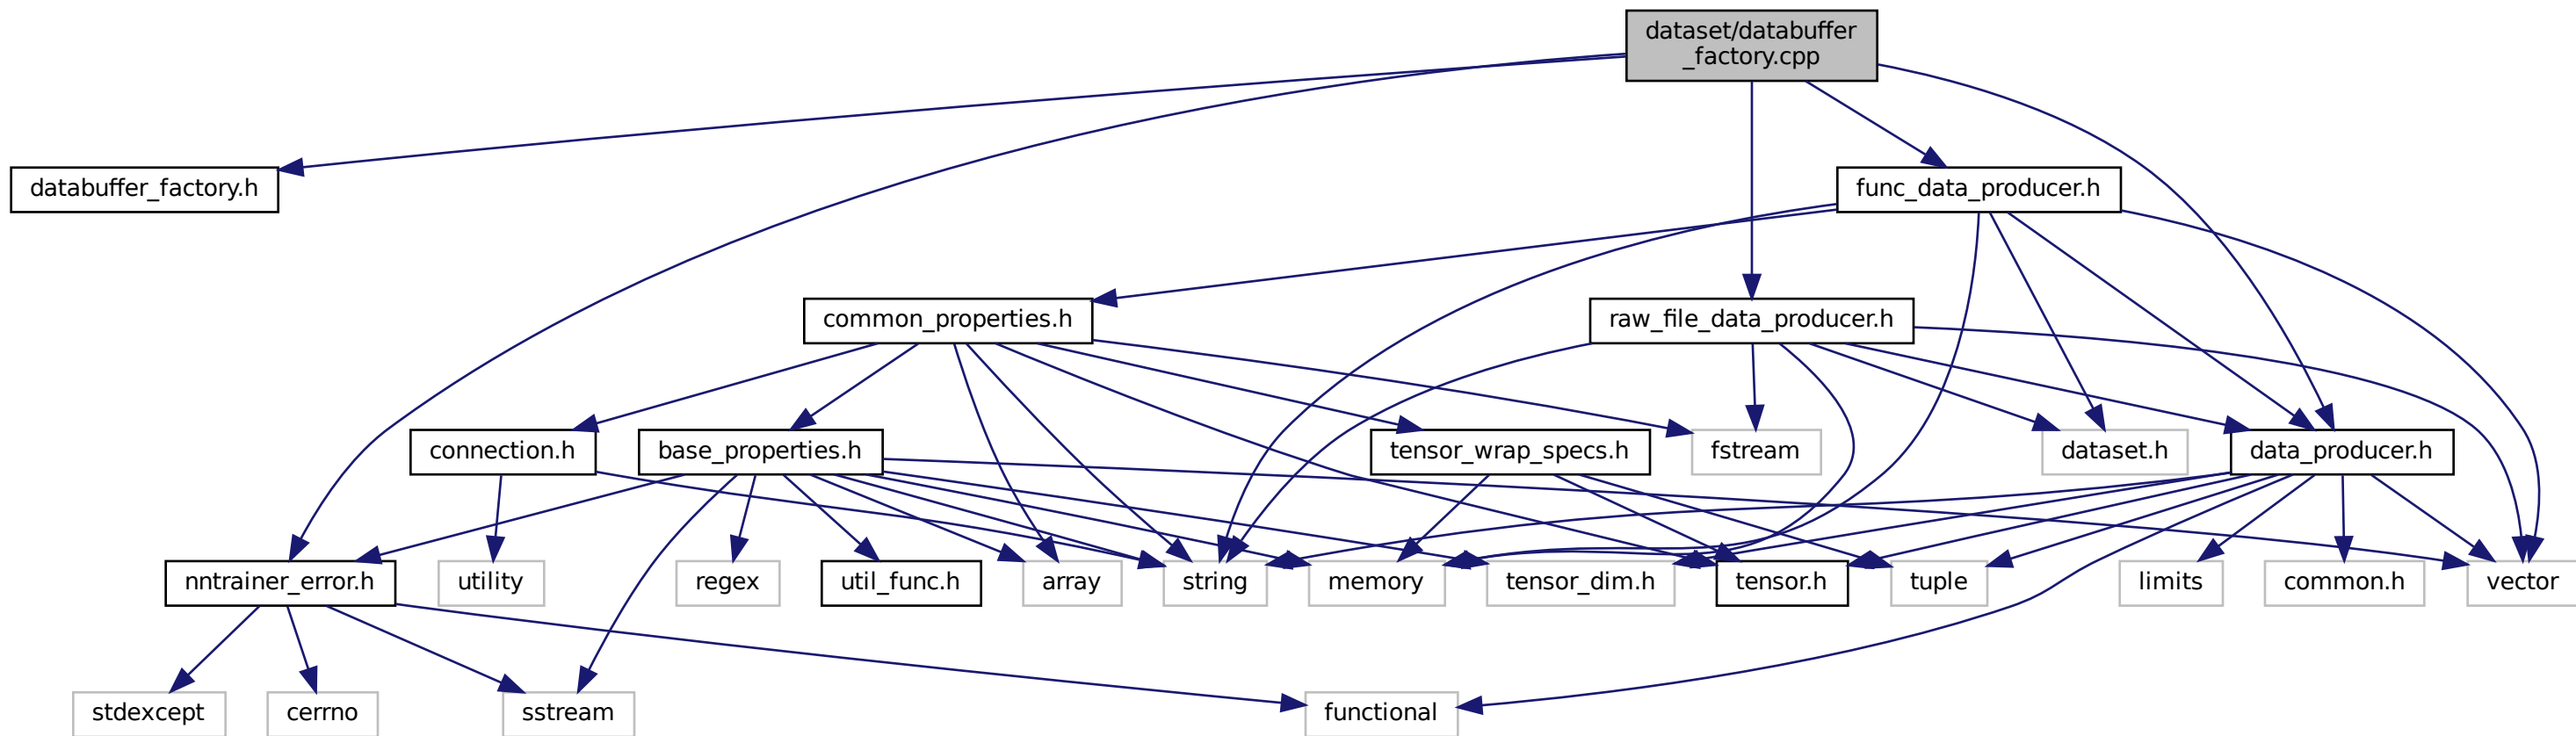 dataset/databuffer
_factory.cpp
databuffer_factory.h
func_data_producer.h
common_properties.h
raw_file_data_producer.h
connection.h
base_properties.h
tensor_wrap_specs.h
fstream
dataset.h
data_producer.h
nntrainer_error.h
utility
regex
util_func.h
array
string
memory
tensor_dim.h
tensor.h
tuple
limits
common.h
vector
stdexcept
cerrno
sstream
functional